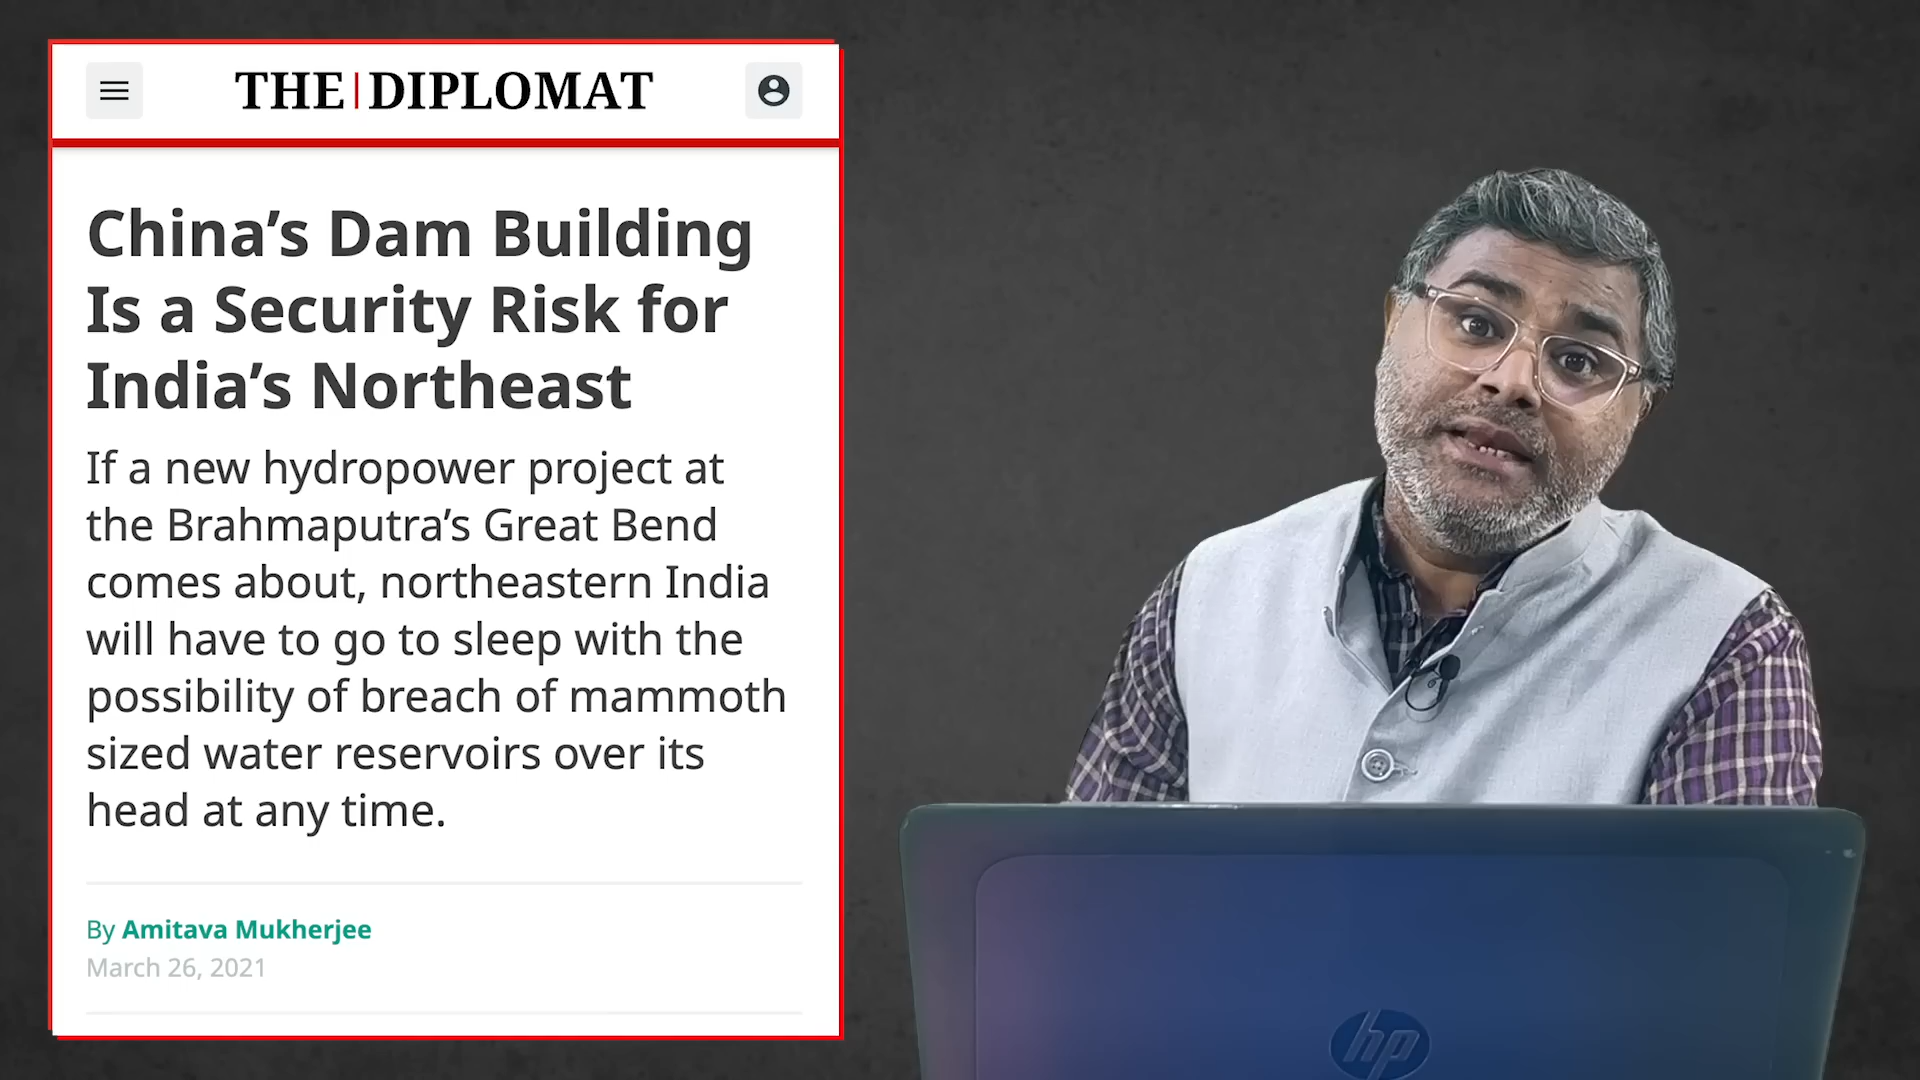 THE|DIPLOMAT
China’s Dam Building
Is a Security Risk for
India’s Northeast
If a new hydropower project at
the Brahmaputra’s Great Bend
comes about, northeastern India
will have to go to sleep with the
possibility of breach of mammoth
sized water reservoirs over its
head at any time.
By Amitava Mukherjee
March 26, 2021
hp